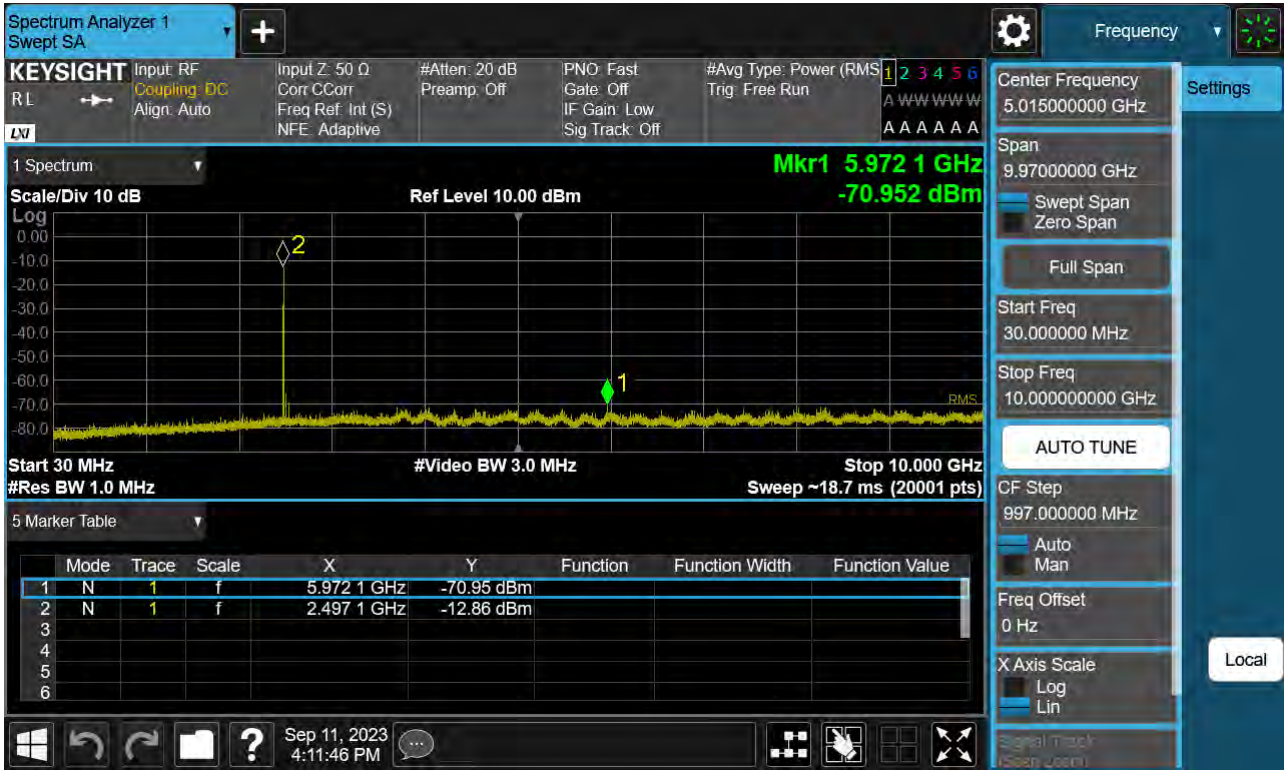 Spectrum Analyzer 1
Swept SA
+
Frequency
KEYSIGHT
RL
LXI
Input: RF
Coupling: DC
Align: Auto
Input Z: 50 Ω
Corr CCorr
Freq Ref: Int (S)
NFE: Adaptive
#Atten: 20 dB
Preamp: Off
PNO: Fast
Gate: Off
IF Gain: Low
Sig Track: Off
#Avg Type: Power (RMS
Trig: Free Run
1 2 3 4 5 6
A W W W W W
A A A A A A
1 Spectrum
Mkr1 5.972 1 GHz
Scale/Div 10 dB
Ref Level 10.00 dBm
-70.952 dBm
Log
0.00
-10.0
-20.0
-30.0
-40.0
-50.0
-60.0
-70.0
-80.0
2
1
RMS
Start 30 MHz
#Video BW 3.0 MHz
Stop 10.000 GHz
#Res BW 1.0 MHz
Sweep ~18.7 ms (20001 pts)
5 Marker Table
Mode Trace Scale X Y Function Function Width Function Value
1 N 1 f 5.972 1 GHz -70.95 dBm
2 N 1 f 2.497 1 GHz -12.86 dBm
3
4
5
6
?
Sep 11, 2023
4:11:46 PM
Center Frequency
5.015000000 GHz
Settings
Span
9.97000000 GHz
Swept Span
Zero Span
Full Span
Start Freq
30.000000 MHz
Stop Freq
10.000000000 GHz
AUTO TUNE
CF Step
997.000000 MHz
Auto
Man
Freq Offset
0 Hz
X Axis Scale
Log
Lin
Local
Signal Track
(Span Zoom)